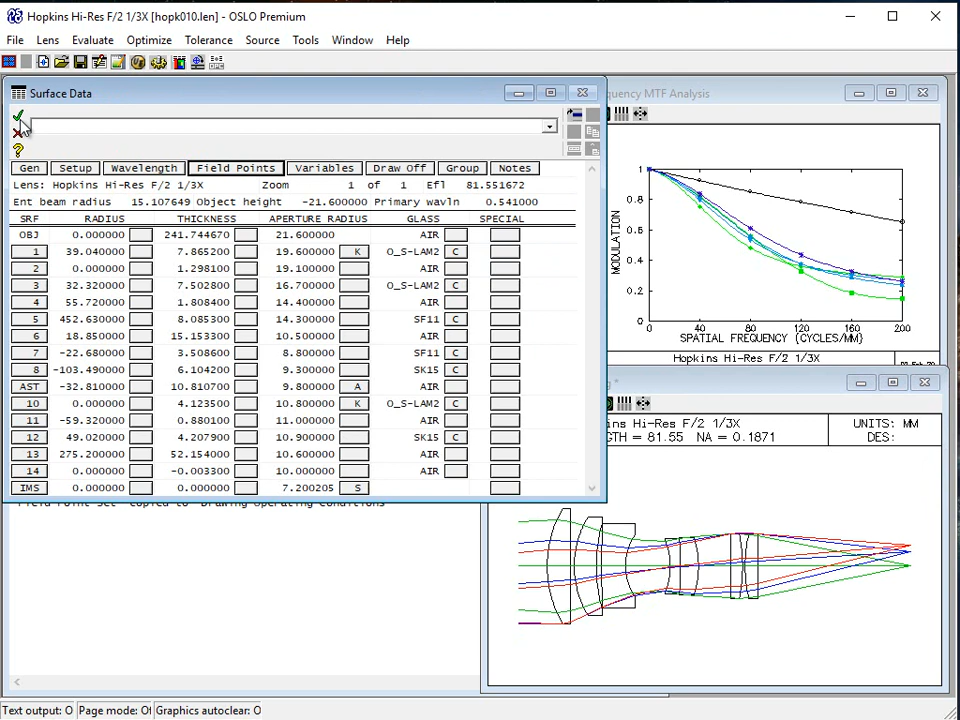 Hopkins Hi-Res F/2 1/3X [hopk010.len] - OSLO Premium
File Lens Evaluate Optimize Tolerance Source Tools Window Help
Surface Data
Gen Setup Wavelength Field Points Variables Draw Off Group Notes
Lens: Hopkins Hi-Res F/2 1/3X Zoom 1 of 1 Efl 81.551672
Ent beam radius 15.107649 Object height -21.600000 Primary wavln 0.541000
SRF RADIUS THICKNESS APERTURE RADIUS GLASS SPECIAL
OBJ 0.000000 241.744670 21.600000 AIR
1 39.040000 7.865200 19.600000 K O_S-LAM2 C
2 0.000000 1.298100 19.100000 AIR
3 32.320000 7.502800 16.700000 O_S-LAM2 C
4 55.720000 1.808400 14.400000 AIR
5 452.630000 8.085300 14.300000 SF11 C
6 18.850000 15.153300 10.500000 AIR
7 -22.680000 3.508600 8.800000 SF11 C
8 -103.490000 6.104200 9.300000 SK15 C
AST -32.810000 10.810700 9.800000 A AIR
10 0.000000 4.123500 10.800000 K O_S-LAM2 C
11 -59.320000 0.880100 11.000000 AIR
12 49.020000 4.207900 10.900000 SK15 C
13 275.200000 52.154000 10.600000 AIR
14 0.000000 -0.003300 10.000000 AIR
IMS 0.000000 0.000000 7.200205 S
quency MTF Analysis
MODULATION
1
0.8
0.6
0.4
0.2
0
0 40 80 120 160 200
SPATIAL FREQUENCY (CYCLES/MM)
Hopkins Hi-Res F/2 1/3X
ins Hi-Res F/2 1/3X
GTH = 81.55 NA = 0.1871
UNITS: MM
DES:
Text output: O Page mode: Of Graphics autoclear: O